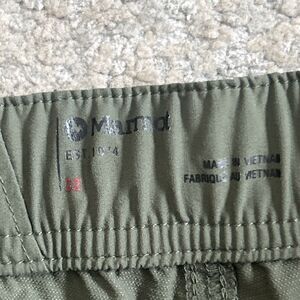 Marmot
EST 1974
MADE IN VIETNAM
FABRIQUÉ AU VIETNAM